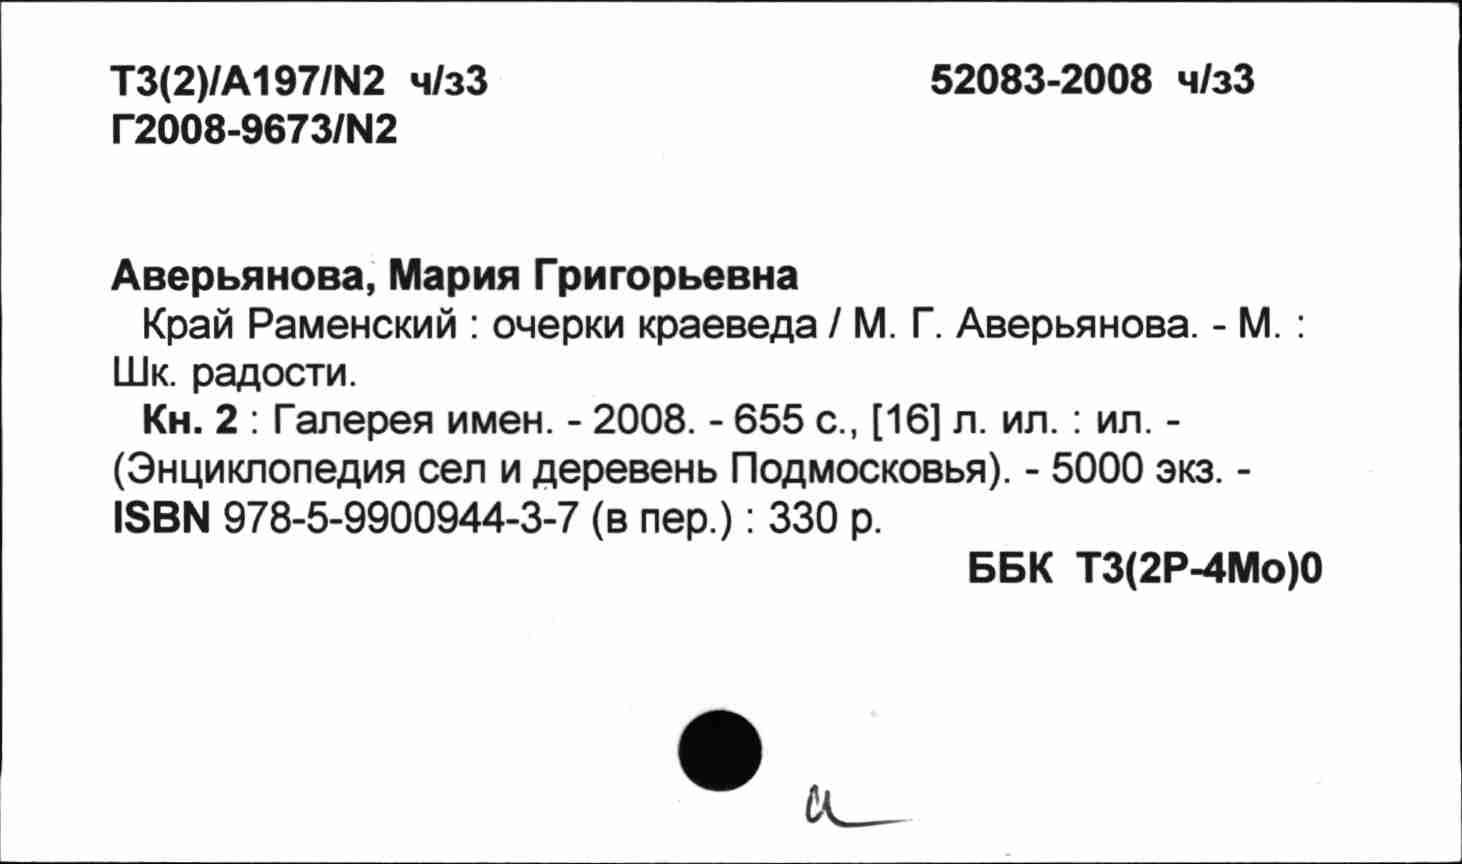 Т3(2)/А197/N2 ч/з3 52083-2008 ч/з3
Г2008-9673/N2
Аверьянова, Мария Григорьевна
Край Раменский : очерки краеведа / М. Г. Аверьянова. - М. :
Шк. радости.
Кн. 2 : Галерея имен. - 2008. - 655 с., [16] л. ил. : ил. -
(Энциклопедия сел и деревень Подмосковья). - 5000 экз. -
ISBN 978-5-9900944-3-7 (в пер.) : 330 р.
ББК Т3(2Р-4Мо)0